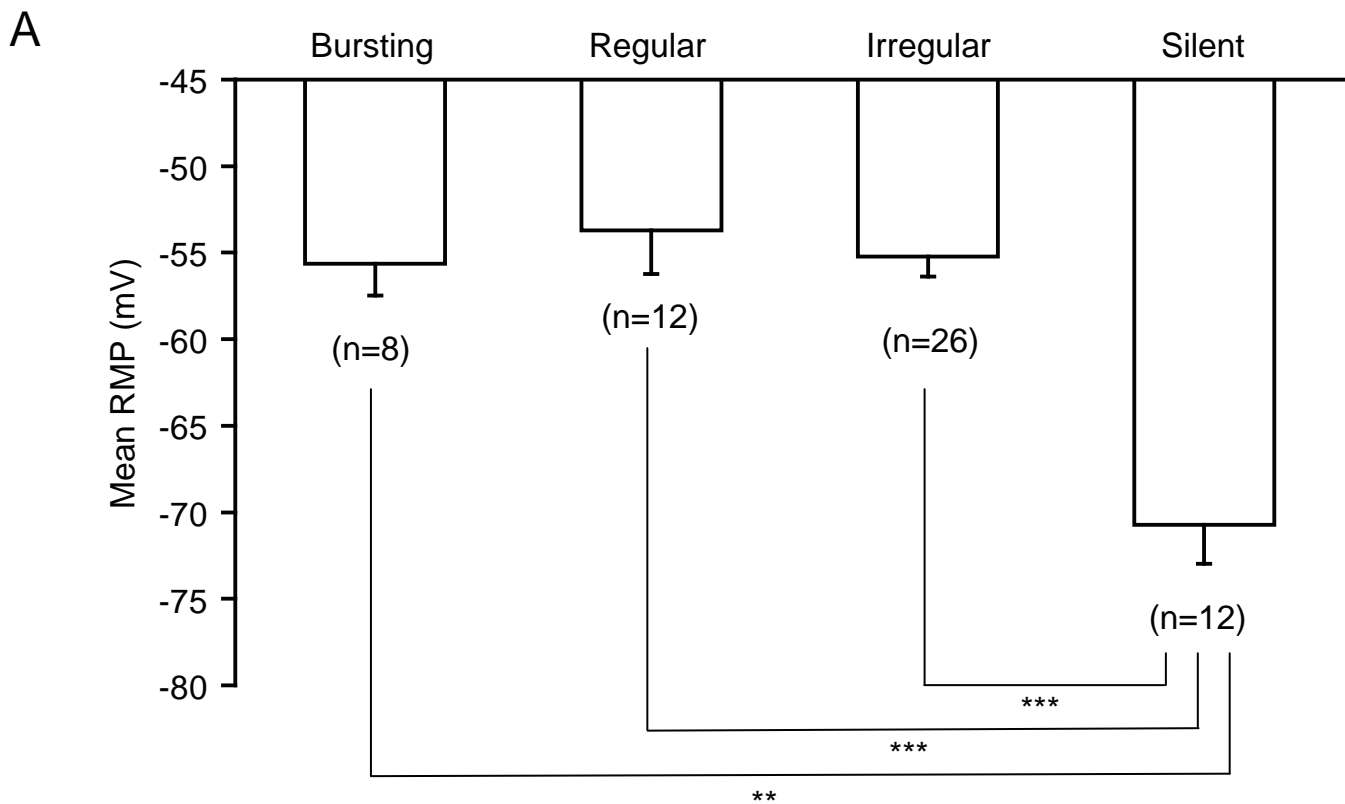 A
Bursting Regular Irregular Silent
-45
-50
-55
-60
-65
-70
-75
-80
Mean RMP (mV)
(n=8)
(n=12)
(n=26)
(n=12)
***
***
**